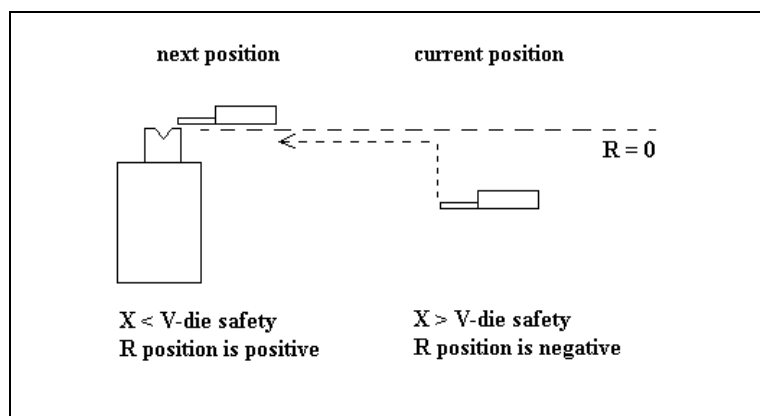 next position
current position
R = 0
X < V-die safety
R position is positive
X > V-die safety
R position is negative